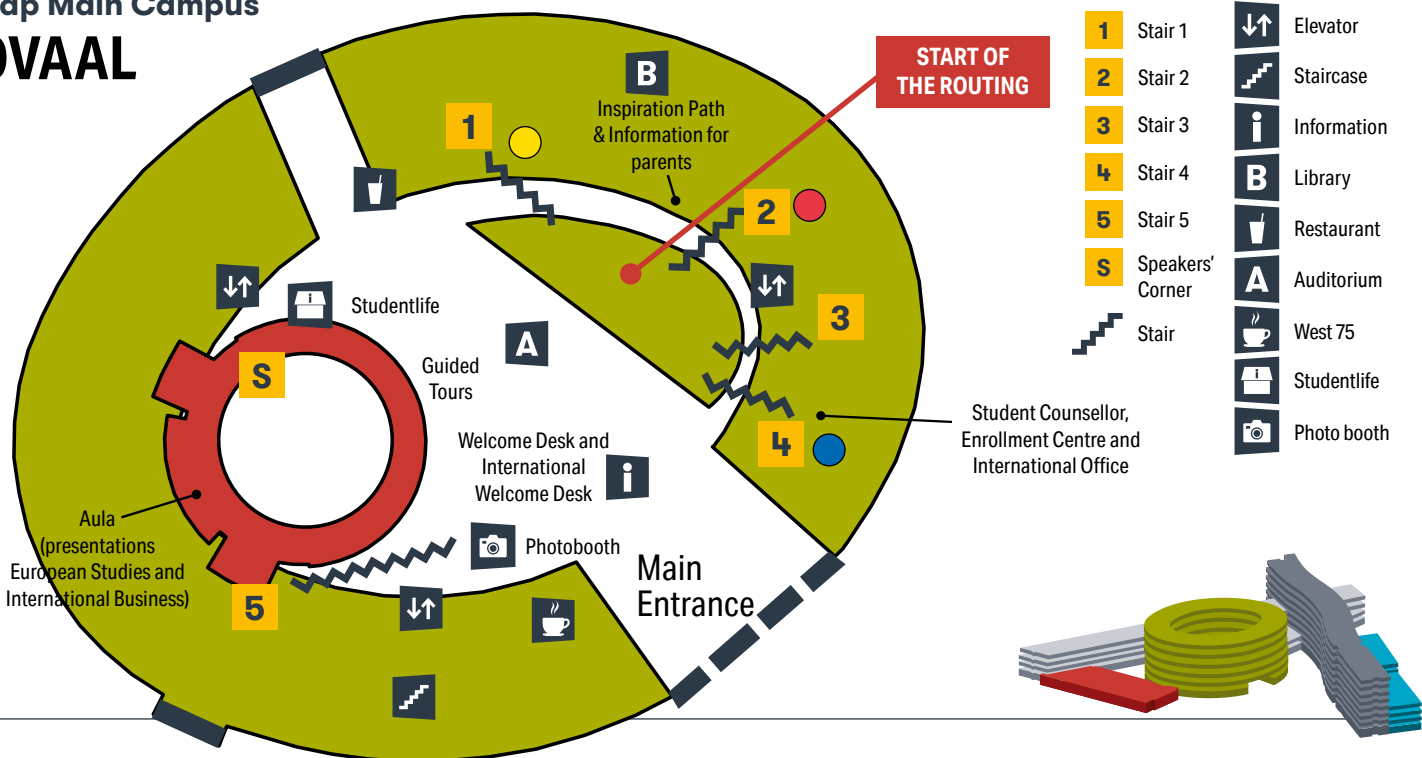 ap Main Campus
OVAAL
START OF
THE ROUTING
B
Inspiration Path
& Information for
parents
1
2
3
4
Studentlife
A
S
Guided
Tours
Welcome Desk and
International
Welcome Desk
i
Student Counsellor,
Enrollment Centre and
International Office
Aula
(presentations
European Studies and
International Business)
5
Photobooth
Main
Entrance
1 Stair 1
2 Stair 2
3 Stair 3
4 Stair 4
5 Stair 5
S Speakers'
Corner
Stair
Elevator
Staircase
i Information
B Library
Restaurant
A Auditorium
West 75
Studentlife
Photo booth